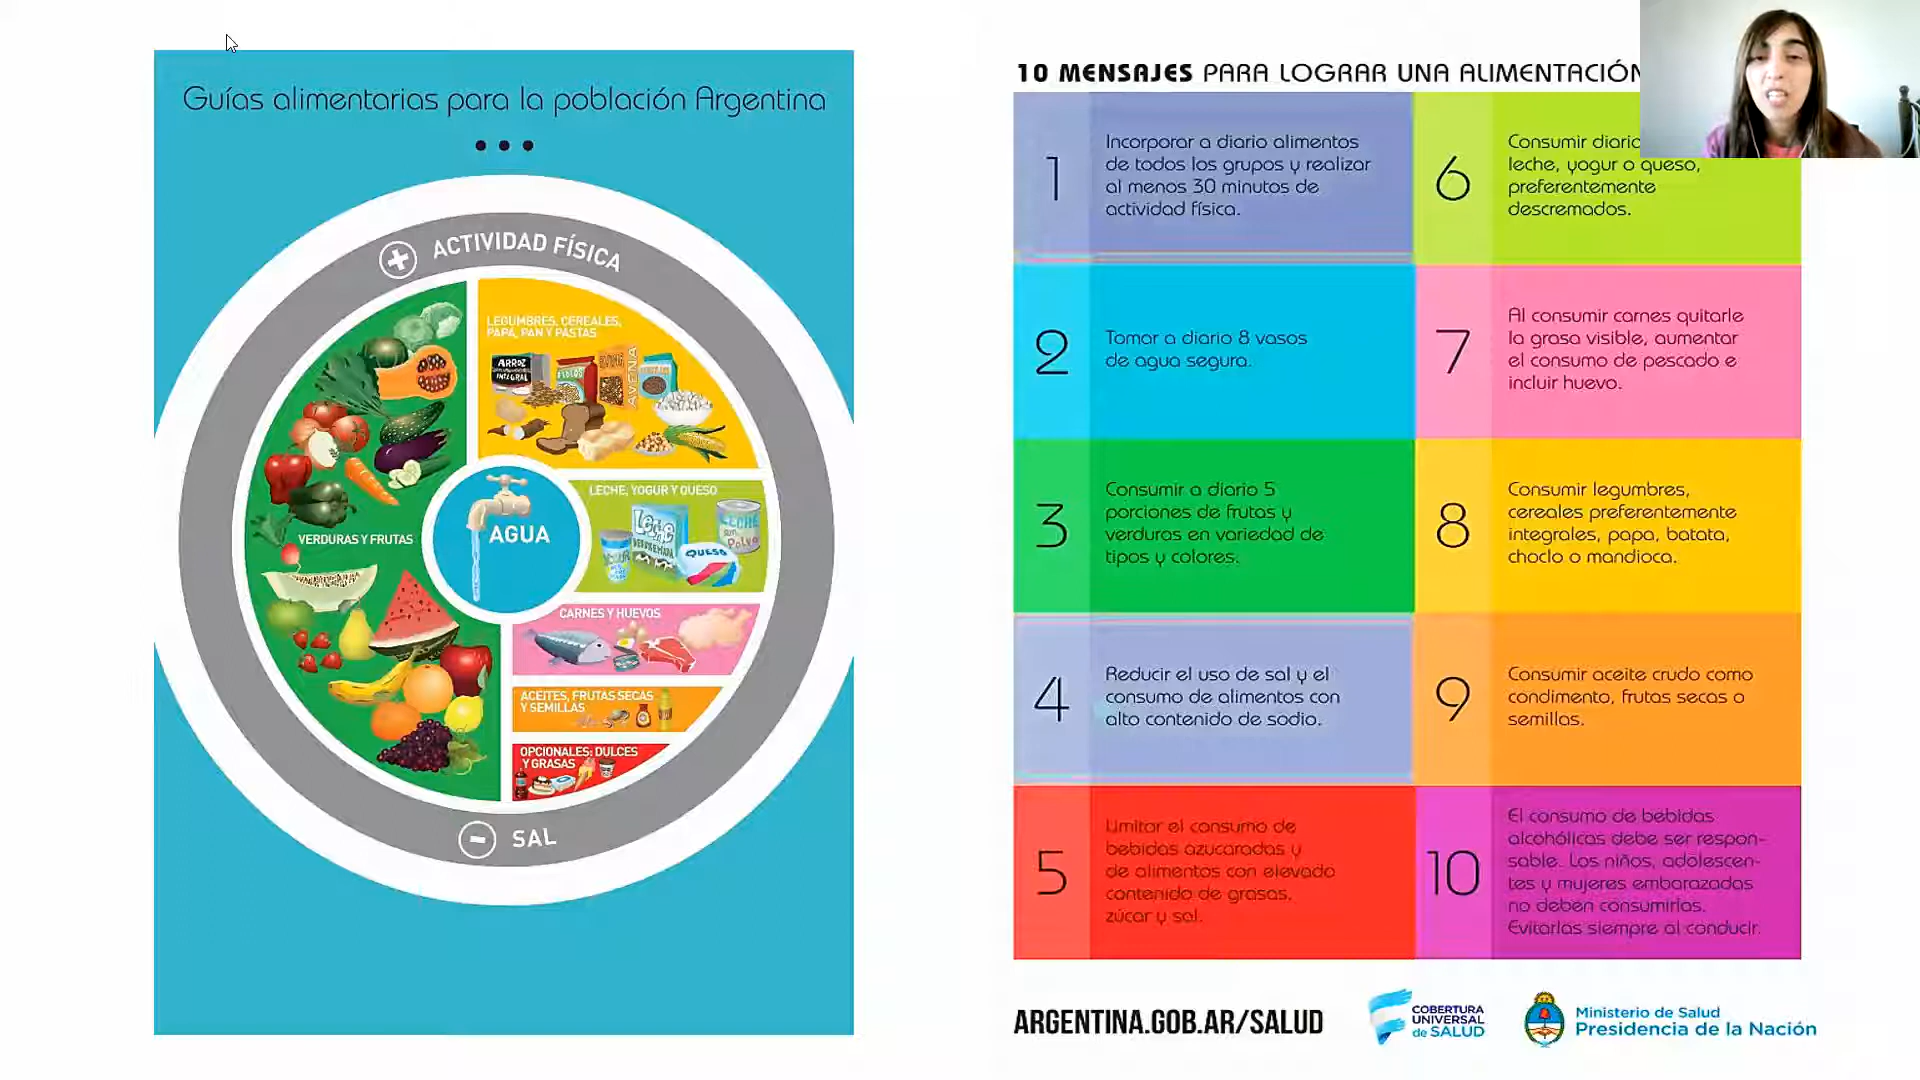 Guías alimentarias para la población Argentina
ACTIVIDAD FÍSICA
LEGUMBRES, CEREALES,
PAPA, PAN Y PASTAS
ARROZ
INTEGRAL
AVENA
VERDURAS Y FRUTAS
AGUA
LECHE, YOGUR Y QUESO
Leche
LECHE
en
Polvo
QUESO
CARNES Y HUEVOS
ACEITES, FRUTAS SECAS
Y SEMILLAS
OPCIONALES: DULCES
Y GRASAS
SAL
10 MENSAJES PARA LOGRAR UNA ALIMENTACIÓN
1
Incorporar a diario alimentos
de todos los grupos y realizar
al menos 30 minutos de
actividad física.
2
Tomar a diario 8 vasos
de agua segura.
3
Consumir a diario 5
porciones de frutas y
verduras en variedad de
tipos y colores.
4
Reducir el uso de sal y el
consumo de alimentos con
alto contenido de sodio.
5
Limitar el consumo de
bebidas azucaradas y
de alimentos con elevado
contenido de grasas,
zúcar y sal.
6
Consumir diario
leche, yogur o queso,
preferentemente
descremados.
7
Al consumir carnes quitarle
la grasa visible, aumentar
el consumo de pescado e
incluir huevo.
8
Consumir legumbres,
cereales preferentemente
integrales, papa, batata,
choclo o mandioca.
9
Consumir aceite crudo como
condimento, frutas secas o
semillas.
10
El consumo de bebidas
alcohólicas debe ser respon-
sable. Los niños, adolescen-
tes y mujeres embarazadas
no deben consumirlas.
Evitarlas siempre al conducir.
ARGENTINA.GOB.AR/SALUD
COBERTURA
UNIVERSAL
de SALUD
Ministerio de Salud
Presidencia de la Nación